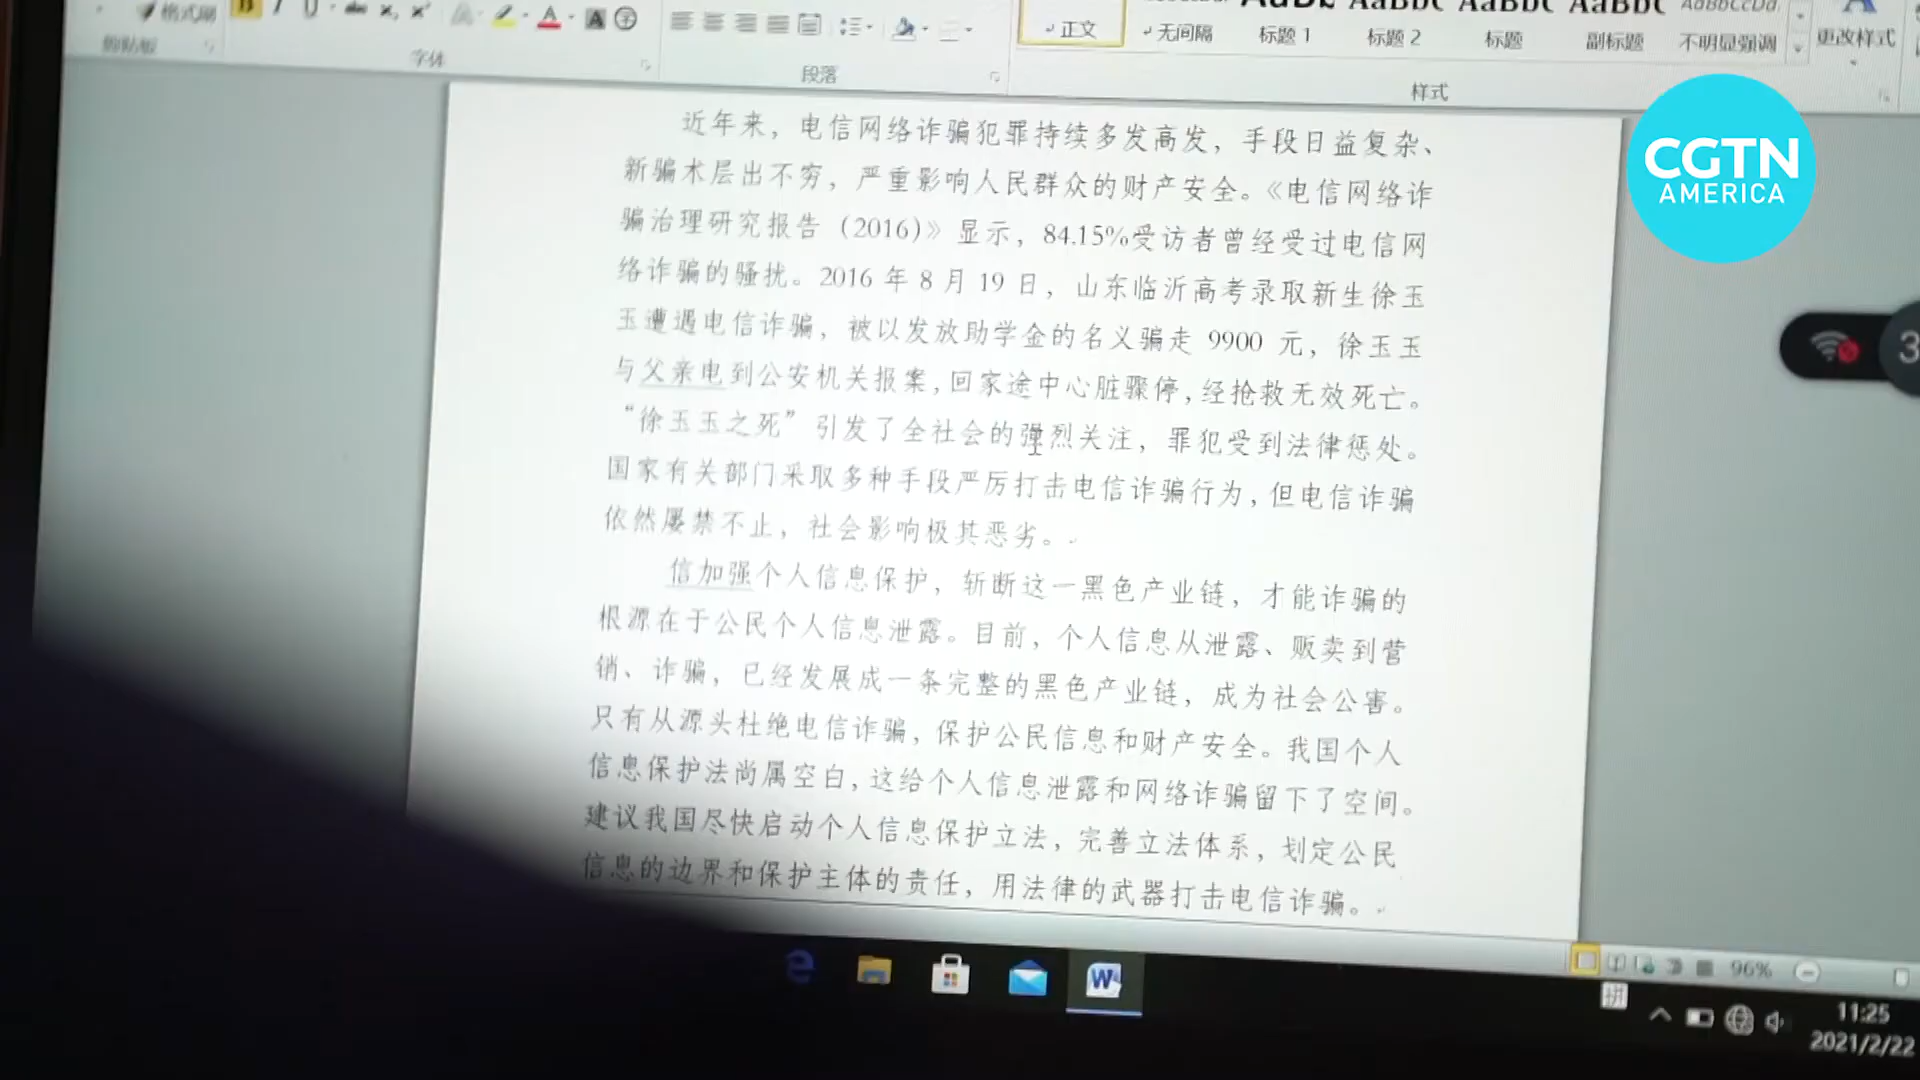 格式刷
剪贴板
字体
段落
正文
无间隔
标题 1
标题 2
标题
副标题
不明显强调
更改样式
样式
CGTN
AMERICA
近年来，电信网络诈骗犯罪持续多发高发，手段日益复杂、
新骗术层出不穷，严重影响人民群众的财产安全。《电信网络诈
骗治理研究报告（2016）》显示，84.15%受访者曾经受过电信网
络诈骗的骚扰。2016 年 8 月 19 日，山东临沂高考录取新生徐玉
玉遭遇电信诈骗，被以发放助学金的名义骗走 9900 元，徐玉玉
与父亲电到公安机关报案，回家途中心脏骤停，经抢救无效死亡。
“徐玉玉之死”引发了全社会的强烈关注，罪犯受到法律惩处。
国家有关部门采取多种手段严厉打击电信诈骗行为，但电信诈骗
依然屡禁不止，社会影响极其恶劣。
信加强个人信息保护，斩断这一黑色产业链，才能诈骗的
根源在于公民个人信息泄露。目前，个人信息从泄露、贩卖到营
销、诈骗，已经发展成一条完整的黑色产业链，成为社会公害。
只有从源头杜绝电信诈骗，保护公民信息和财产安全。我国个人
信息保护法尚属空白，这给个人信息泄露和网络诈骗留下了空间。
建议我国尽快启动个人信息保护立法，完善立法体系，划定公民
信息的边界和保护主体的责任，用法律的武器打击电信诈骗。
96%
拼
11:25
2021/2/22